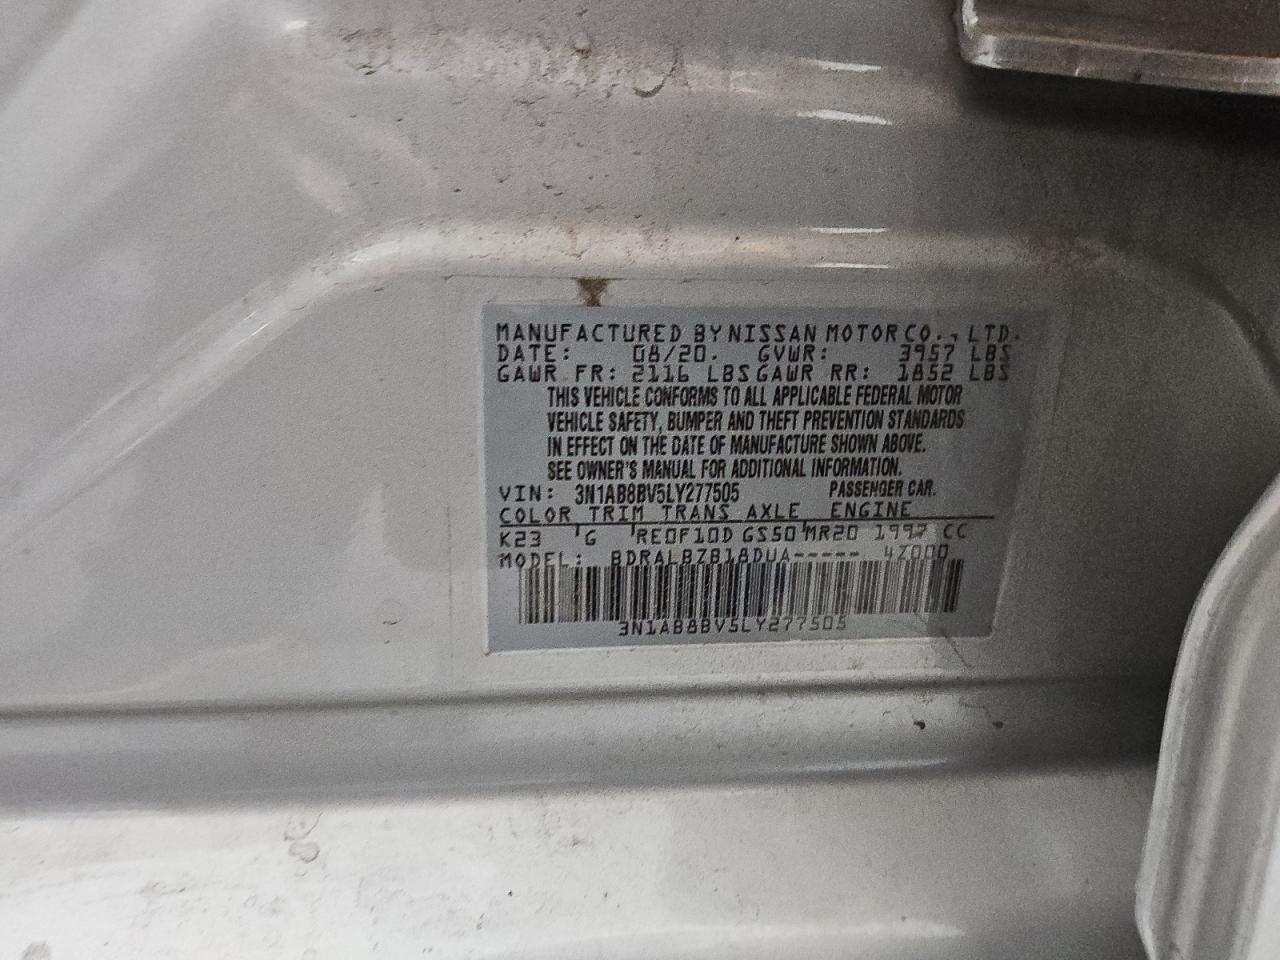 MANUFACTURED BY NISSAN MOTOR CO., LTD.
DATE: 08/20. GVWR: 3957 LBS
GAWR FR: 2116 LBS GAWR RR: 1852 LBS
THIS VEHICLE CONFORMS TO ALL APPLICABLE FEDERAL MOTOR
VEHICLE SAFETY, BUMPER AND THEFT PREVENTION STANDARDS
IN EFFECT ON THE DATE OF MANUFACTURE SHOWN ABOVE.
SEE OWNER'S MANUAL FOR ADDITIONAL INFORMATION.
VIN: 3N1AB8BV5LY277505 PASSENGER CAR.
COLOR TRIM TRANS AXLE ENGINE
K23 G RE0F10D GS50 MR20 1997 CC
MODEL: BDRALBZB18DUA----- 4Z000
3N1AB8BV5LY277505